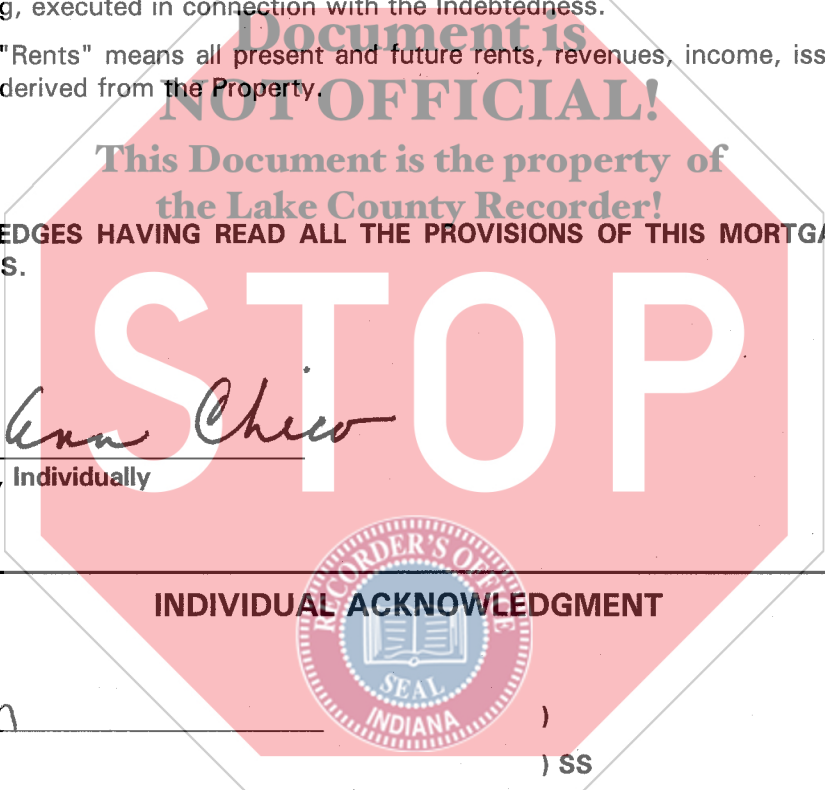 g, executed in connection with the Indebtedness.
Document is
"Rents" means all present and future rents, revenues, income, iss
derived from the Property.
NOT OFFICIAL!
This Document is the property of
the Lake County Recorder!
EDGES HAVING READ ALL THE PROVISIONS OF THIS MORTGA
S.
STOP
Ann Chico
, Individually
RECORDER'S OFFICE
INDIVIDUAL ACKNOWLEDGMENT
SEAL
INDIANA
)
) SS